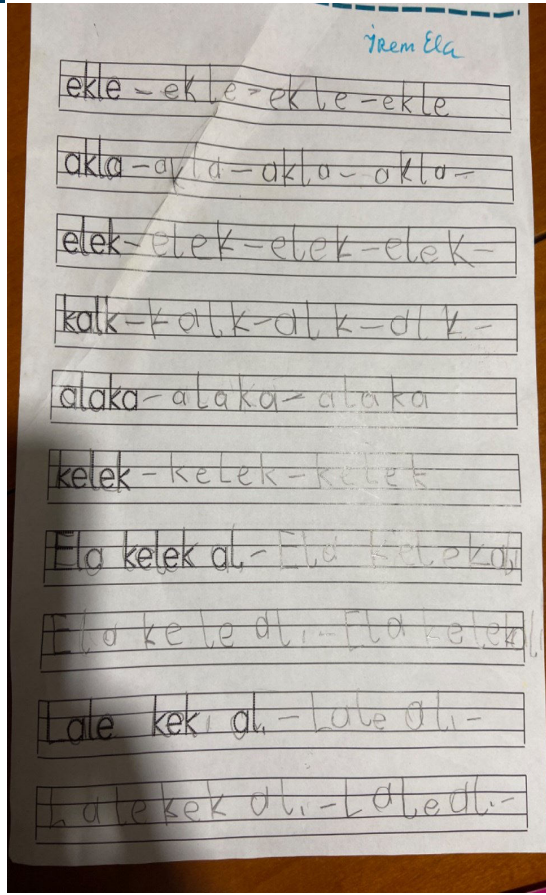 İrem Ela
ekle - ekle - ekle - ekle
akla - akla - akla - akla -
elek - elek - elek - elek -
kalk - kalk - alk - alk -
alaka - alaka - alaka
kelek - kelek - kelek
Ela kelek al. - Ela kelek al.
Ela kele al. - Ela kelek
Lale kek al. - Lale al. -
Lale kek al. - Lale al. -